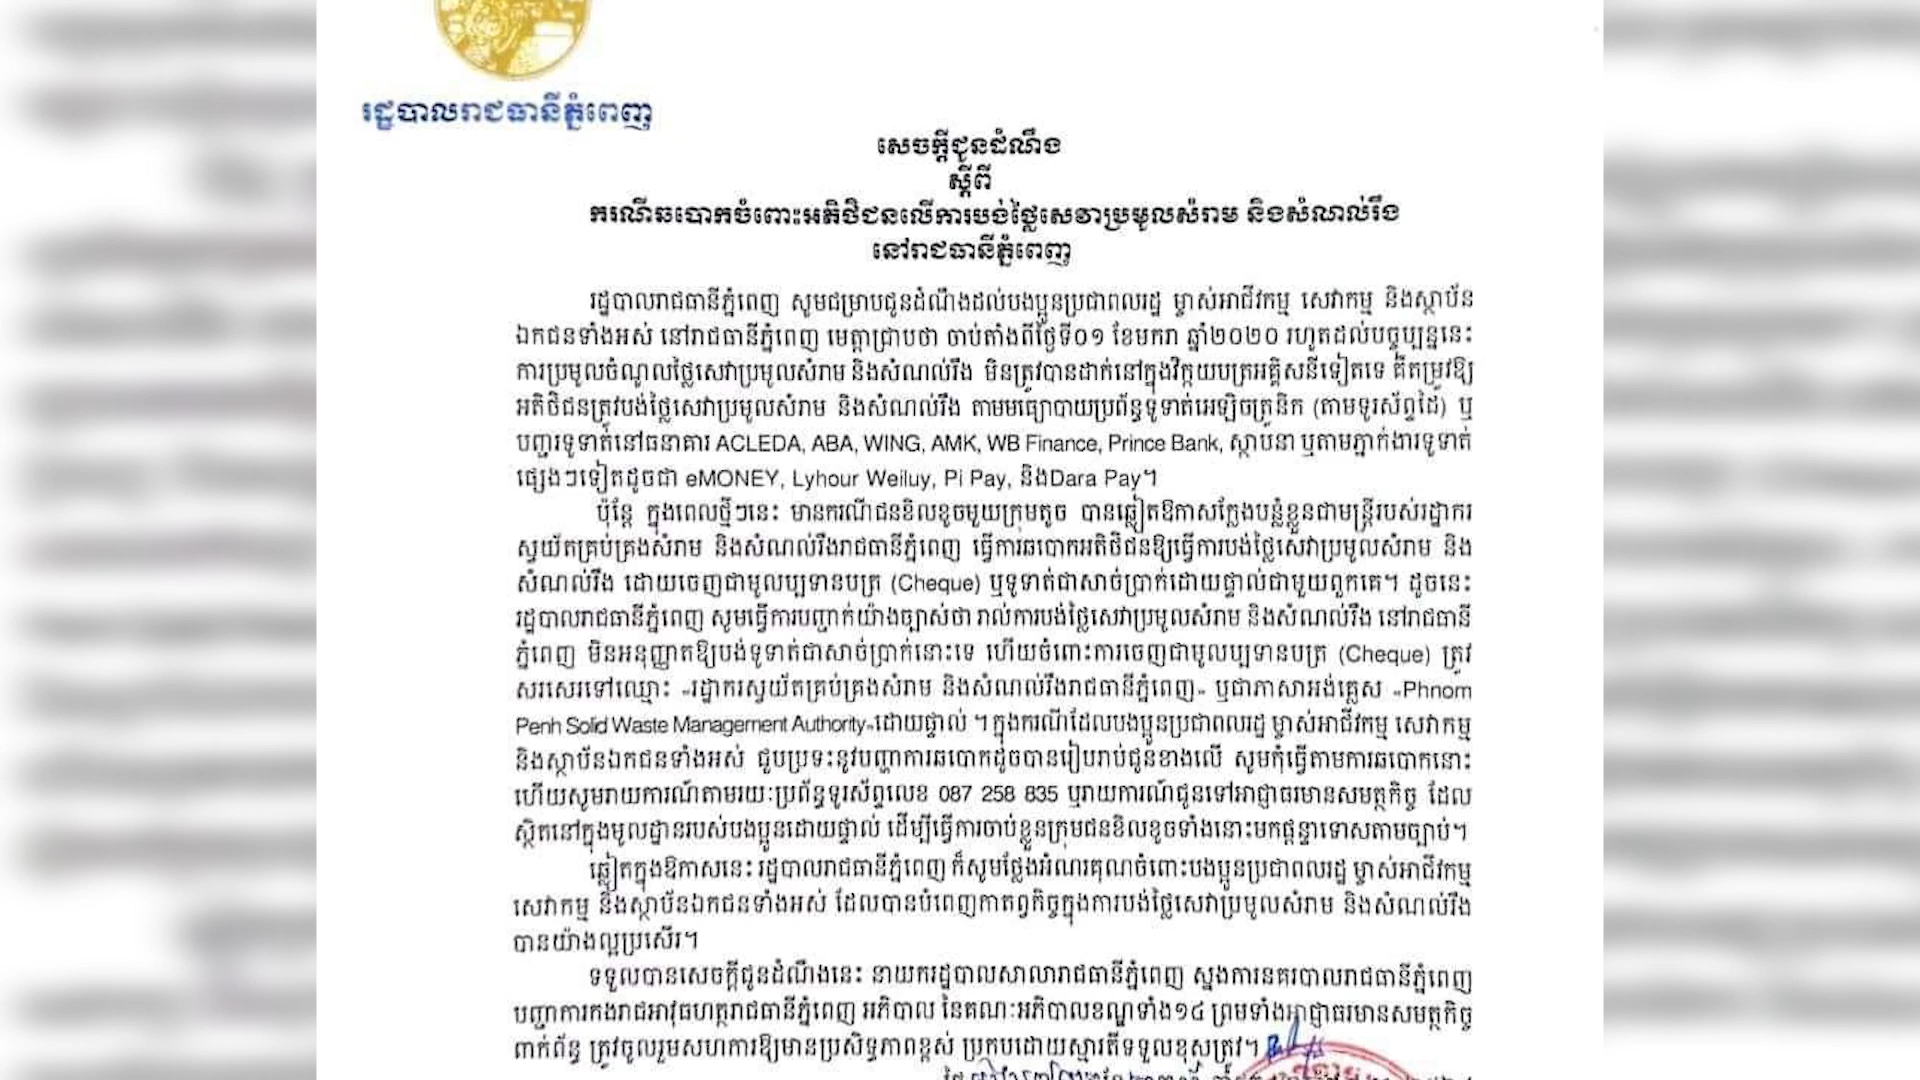 រដ្ឋបាលរាជធានីភ្នំពេញ
សេចក្តីជូនដំណឹង
ស្តីពី
ករណីឆបោកចំពោះអតិថិជនលើការបង់ថ្លៃសេវាប្រមូលសំរាម និងសំណល់រឹង
នៅរាជធានីភ្នំពេញ
រដ្ឋបាលរាជធានីភ្នំពេញ សូមជម្រាបជូនដំណឹងដល់បងប្អូនប្រជាពលរដ្ឋ ម្ចាស់អាជីវកម្ម សេវាកម្ម និងស្ថាប័ន
ឯកជនទាំងអស់ នៅរាជធានីភ្នំពេញ មេត្តាជ្រាបថា ចាប់តាំងពីថ្ងៃទី០១ ខែមករា ឆ្នាំ២០២០ រហូតដល់បច្ចុប្បន្ននេះ
ការប្រមូលចំណូលថ្លៃសេវាប្រមូលសំរាម និងសំណល់រឹង មិនត្រូវបានដាក់នៅក្នុងវិក្កយបត្រអគ្គិសនីទៀតទេ គឺតម្រូវឱ្យ
អតិថិជនត្រូវបង់ថ្លៃសេវាប្រមូលសំរាម និងសំណល់រឹង តាមមធ្យោបាយប្រព័ន្ធទូទាត់អេឡិចត្រូនិក (តាមទូរស័ព្ទដៃ) ឬ
បញ្ជរទូទាត់នៅធនាគារ ACLEDA, ABA, WING, AMK, WB Finance, Prince Bank, ស្ថាបនា ឬតាមភ្នាក់ងារទូទាត់
ផ្សេងៗទៀតដូចជា eMONEY, Lyhour Weiluy, Pi Pay, និងDara Pay។
ប៉ុន្តែ ក្នុងពេលថ្មីៗនេះ មានករណីជនខិលខូចមួយក្រុមតូច បានឆ្លៀតឱកាសក្លែងបន្លំខ្លួនជាមន្ត្រីរបស់រដ្ឋាករ
ស្វយ័តគ្រប់គ្រងសំរាម និងសំណល់រឹងរាជធានីភ្នំពេញ ធ្វើការឆបោកអតិថិជនឱ្យធ្វើការបង់ថ្លៃសេវាប្រមូលសំរាម និង
សំណល់រឹង ដោយចេញជាមូលប្បទានបត្រ (Cheque) ឬទូទាត់ជាសាច់ប្រាក់ដោយផ្ទាល់ជាមួយពួកគេ។ ដូចនេះ
រដ្ឋបាលរាជធានីភ្នំពេញ សូមធ្វើការបញ្ជាក់យ៉ាងច្បាស់ថា រាល់ការបង់ថ្លៃសេវាប្រមូលសំរាម និងសំណល់រឹង នៅរាជធានី
ភ្នំពេញ មិនអនុញ្ញាតឱ្យបង់ទូទាត់ជាសាច់ប្រាក់នោះទេ ហើយចំពោះការចេញជាមូលប្បទានបត្រ (Cheque) ត្រូវ
សរសេរទៅឈ្មោះ «រដ្ឋាករស្វយ័តគ្រប់គ្រងសំរាម និងសំណល់រឹងរាជធានីភ្នំពេញ» ឬជាភាសាអង់គ្លេស «Phnom
Penh Solid Waste Management Authority»ដោយផ្ទាល់ ។ ក្នុងករណីដែលបងប្អូនប្រជាពលរដ្ឋ ម្ចាស់អាជីវកម្ម សេវាកម្ម
និងស្ថាប័នឯកជនទាំងអស់ ជួបប្រទះនូវបញ្ហាការឆបោកដូចបានរៀបរាប់ជូនខាងលើ សូមកុំធ្វើតាមការឆបោកនោះ
ហើយសូមរាយការណ៍តាមរយៈប្រព័ន្ធទូរស័ព្ទលេខ 087 258 835 ឬរាយការណ៍ជូនទៅអាជ្ញាធរមានសមត្ថកិច្ច ដែល
ស្ថិតនៅក្នុងមូលដ្ឋានរបស់បងប្អូនដោយផ្ទាល់ ដើម្បីធ្វើការចាប់ខ្លួនក្រុមជនខិលខូចទាំងនោះមកផ្តន្ទាទោសតាមច្បាប់។
ឆ្លៀតក្នុងឱកាសនេះ រដ្ឋបាលរាជធានីភ្នំពេញ ក៏សូមថ្លែងអំណរគុណចំពោះបងប្អូនប្រជាពលរដ្ឋ ម្ចាស់អាជីវកម្ម
សេវាកម្ម និងស្ថាប័នឯកជនទាំងអស់ ដែលបានបំពេញកាតព្វកិច្ចក្នុងការបង់ថ្លៃសេវាប្រមូលសំរាម និងសំណល់រឹង
បានយ៉ាងល្អប្រសើរ។
ទទួលបានសេចក្តីជូនដំណឹងនេះ នាយករដ្ឋបាលសាលារាជធានីភ្នំពេញ ស្នងការនគរបាលរាជធានីភ្នំពេញ
បញ្ជាការកងរាជអាវុធហត្ថរាជធានីភ្នំពេញ អភិបាល នៃគណៈអភិបាលខណ្ឌទាំង១៤ ព្រមទាំងអាជ្ញាធរមានសមត្ថកិច្ច
ពាក់ព័ន្ធ ត្រូវចូលរួមសហការឱ្យមានប្រសិទ្ធភាពខ្ពស់ ប្រកបដោយស្មារតីទទួលខុសត្រូវ។